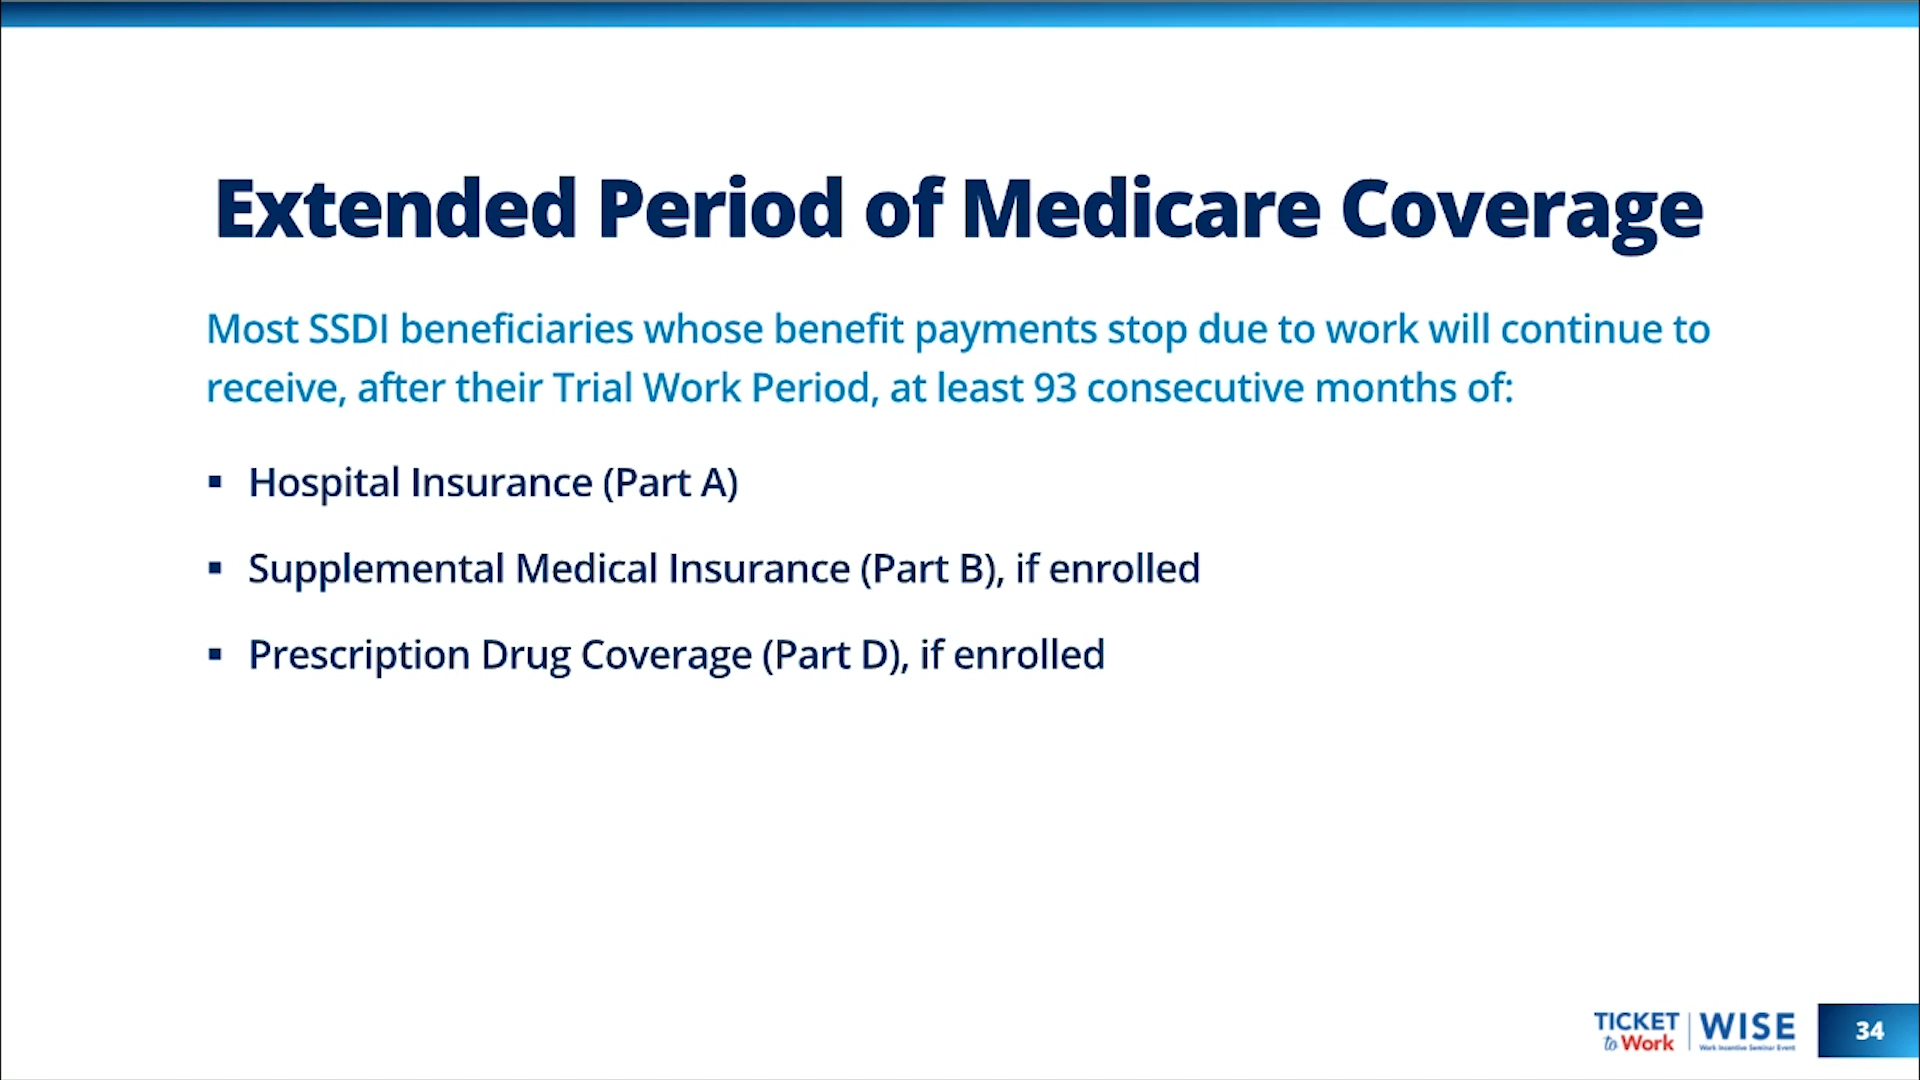 Extended Period of Medicare Coverage
Most SSDI beneficiaries whose benefit payments stop due to work will continue to
receive, after their Trial Work Period, at least 93 consecutive months of:
▪ Hospital Insurance (Part A)
▪ Supplemental Medical Insurance (Part B), if enrolled
▪ Prescription Drug Coverage (Part D), if enrolled
TICKET
to Work
WISE
Work Incentive Seminar Event
34